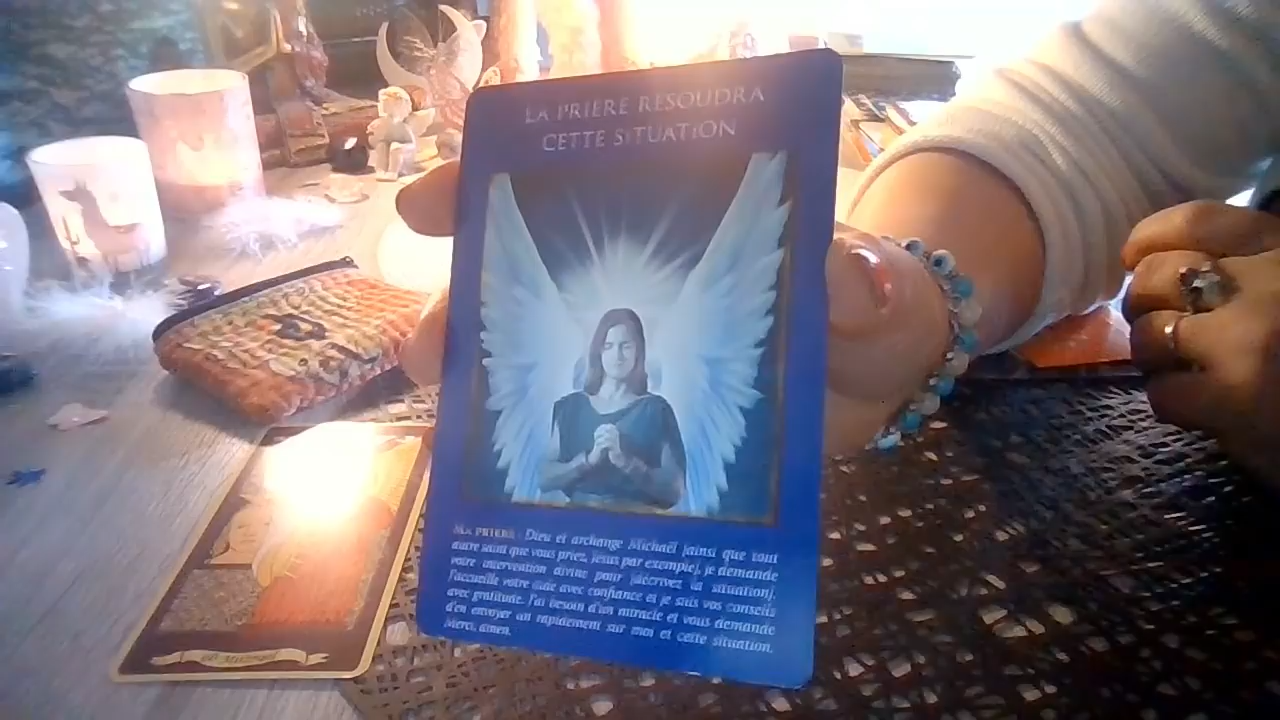 LA PRIÈRE RÉSOUDRA
CETTE SITUATION
MA PRIÈRE : Dieu et archange Michaël [ainsi que tout
autre saint que vous priez, Jésus par exemple], je demande
votre intervention divine pour [décrivez la situation].
J'accueille votre aide avec confiance et je suis vos conseils
avec gratitude. J'ai besoin d'un miracle et vous demande
d'en envoyer un rapidement sur moi et cette situation.
Merci, amen.